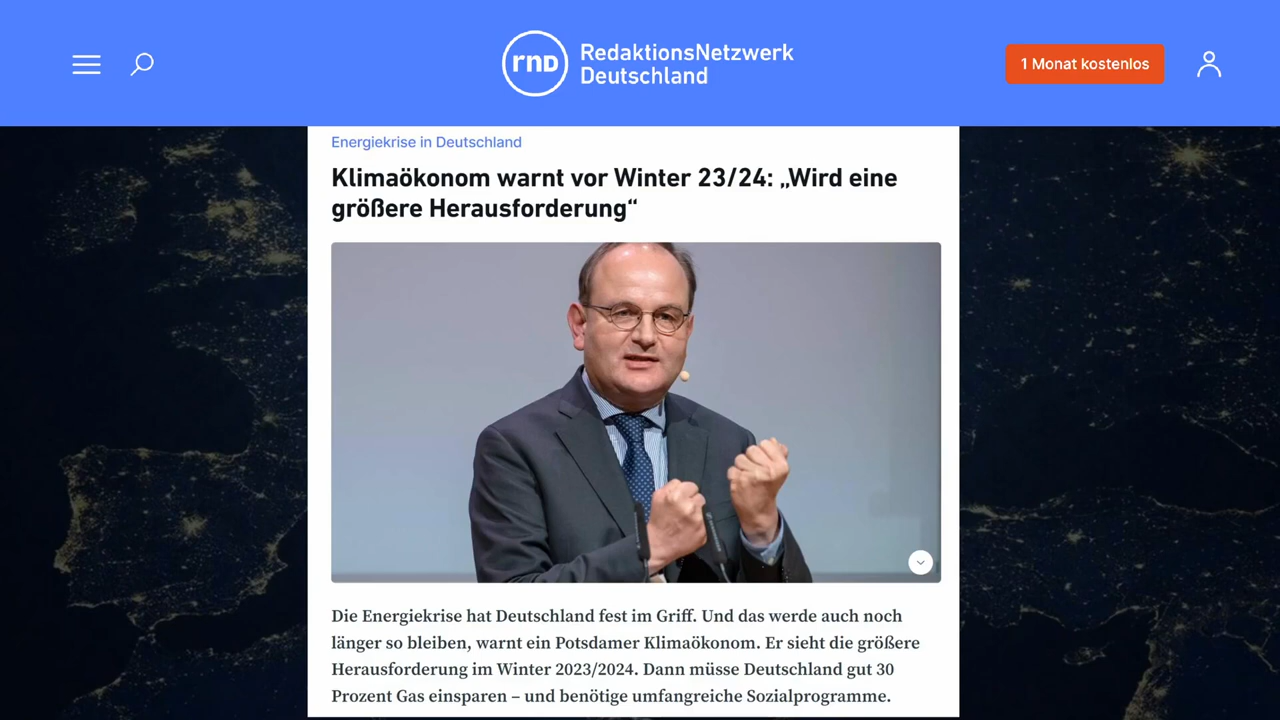 rnd
RedaktionsNetzwerk
Deutschland
1 Monat kostenlos
Energiekrise in Deutschland
Klimaökonom warnt vor Winter 23/24: „Wird eine
größere Herausforderung“
Die Energiekrise hat Deutschland fest im Griff. Und das werde auch noch
länger so bleiben, warnt ein Potsdamer Klimaökonom. Er sieht die größere
Herausforderung im Winter 2023/2024. Dann müsse Deutschland gut 30
Prozent Gas einsparen – und benötige umfangreiche Sozialprogramme.